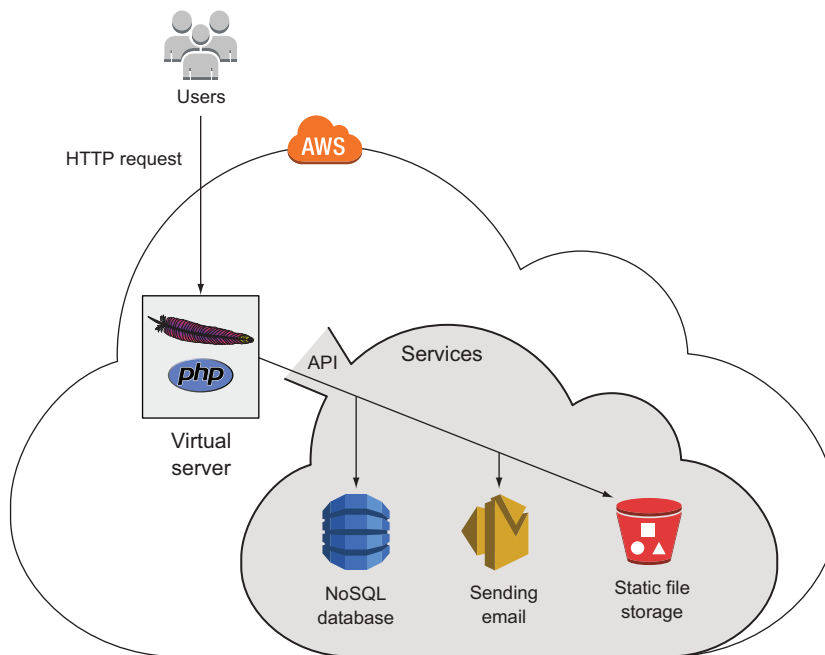 Users
AWS
HTTP request
php
API
Services
Virtual
server
NoSQL
database
Sending
email
Static file
storage